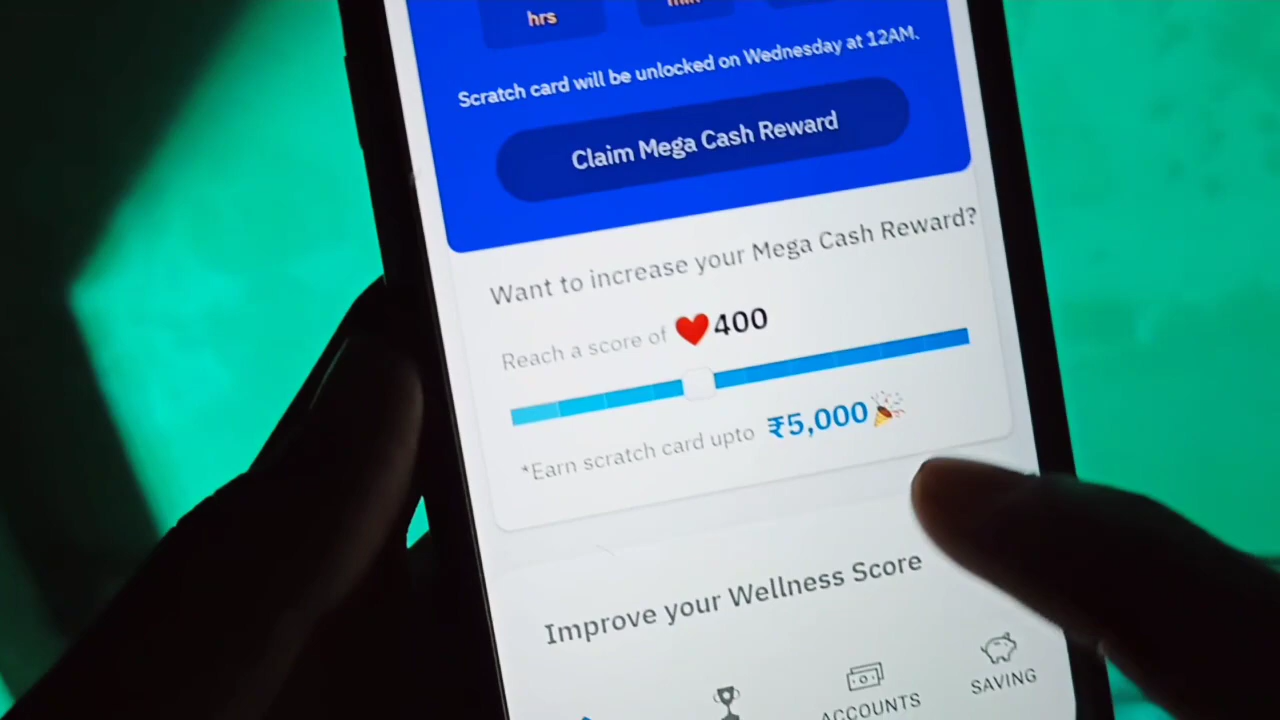 hrs
min
Scratch card will be unlocked on Wednesday at 12AM.
Claim Mega Cash Reward
Want to increase your Mega Cash Reward?
Reach a score of ❤️400
*Earn scratch card upto ₹5,000🎉
Improve your Wellness Score
ACCOUNTS
SAVING